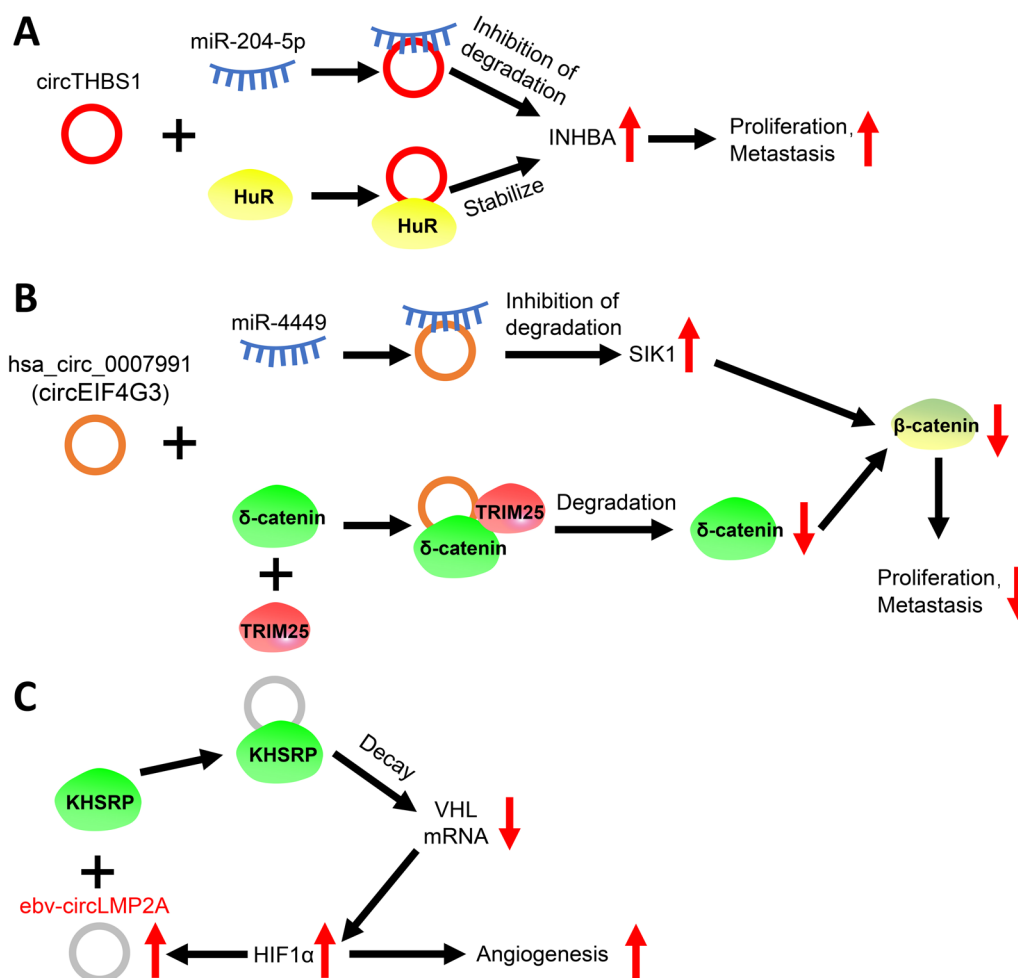 A
circTHBS1
+
miR-204-5p
HuR
HuR
Inhibition of
degradation
Stabilize
INHBA
Proliferation,
Metastasis
B
hsa_circ_0007991
(circEIF4G3)
+
miR-4449
Inhibition of
degradation
SIK1
δ-catenin
+
TRIM25
TRIM25
δ-catenin
Degradation
δ-catenin
β-catenin
Proliferation,
Metastasis
C
KHSRP
+
ebv-circLMP2A
KHSRP
Decay
VHL
mRNA
HIF1α
Angiogenesis